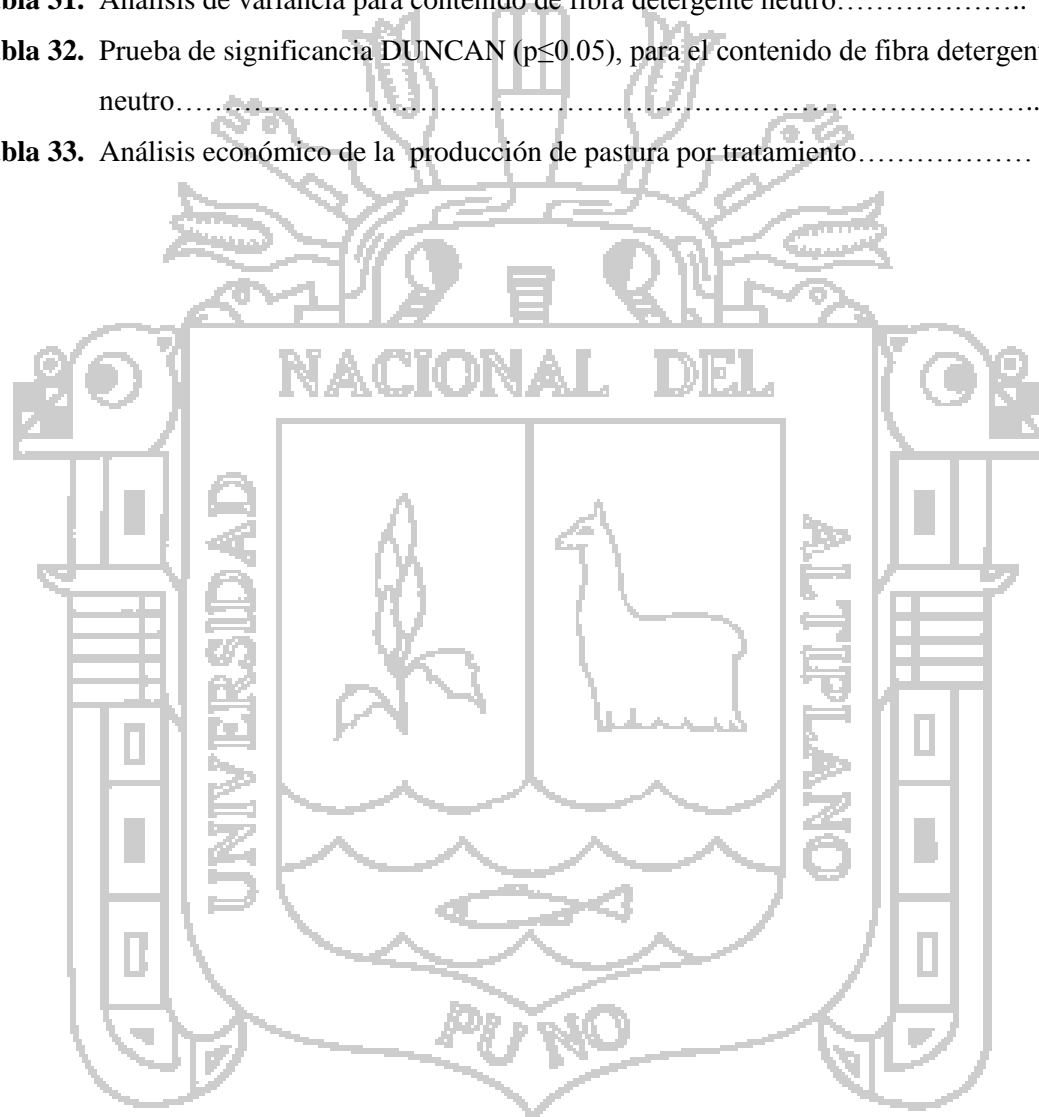 bla 31. Análisis de variancia para contenido de fibra detergente neutro………………..
bla 32. Prueba de significancia DUNCAN (p≤0.05), para el contenido de fibra detergent
neutro……………………………………………………………………………..
bla 33. Análisis económico de la producción de pastura por tratamiento………………
NACIONAL DEL
UNIVERSIDAD
ALTIPLANO
PUNO